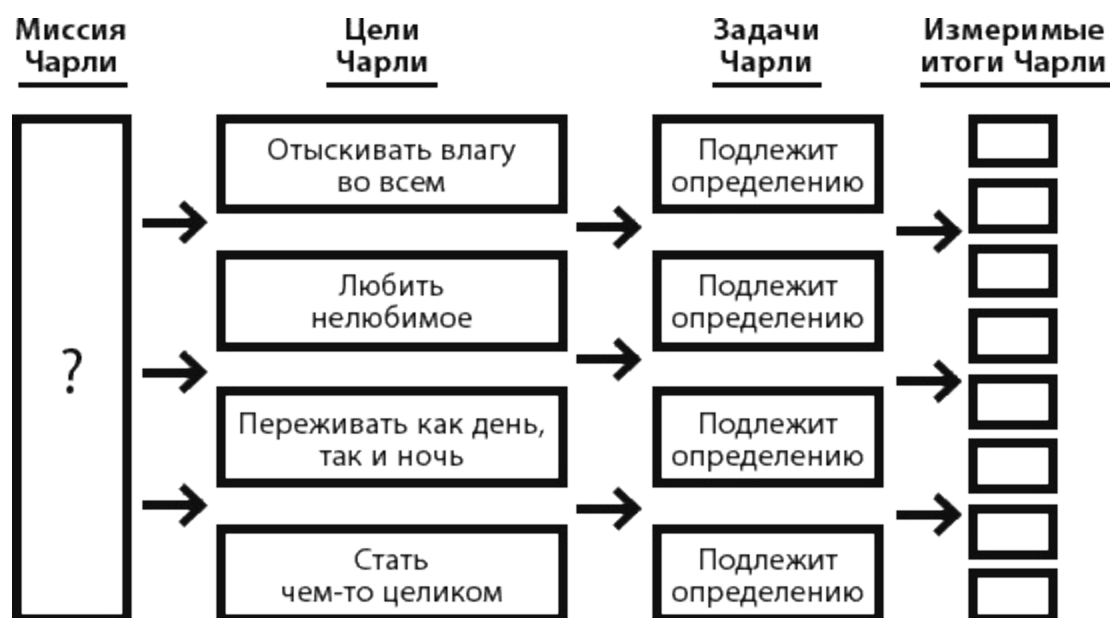 Миссия
Чарли
Цели
Чарли
Задачи
Чарли
Измеримые
итоги Чарли
?
Отыскивать влагу
во всем
Любить
нелюбимое
Переживать как день,
так и ночь
Стать
чем-то целиком
Подлежит
определению
Подлежит
определению
Подлежит
определению
Подлежит
определению